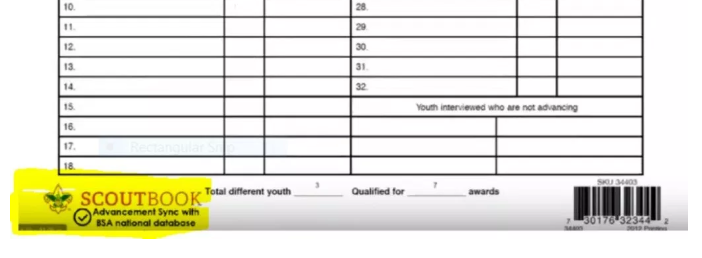 10. 28.
11. 29.
12. 30.
13. 31.
14. 32.
15. Youth interviewed who are not advancing
16.
17. Rectangular Snip
18.
SKU 34403
SCOUTBOOK Total different youth 3 Qualified for 7 awards
Advancement Sync with
BSA national database
7 30176 32344 2
34403 2012 Printing